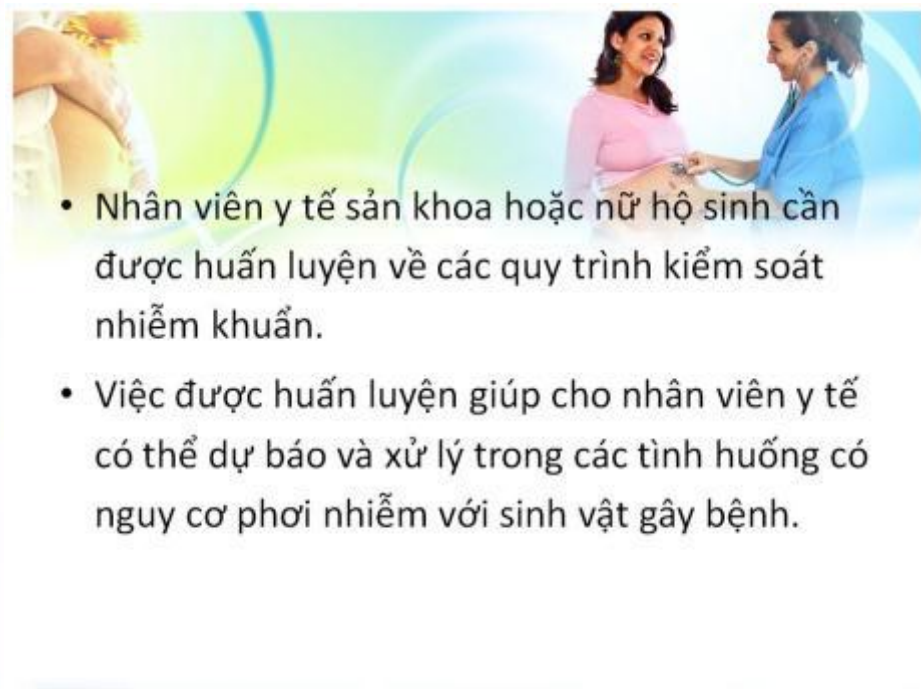 • Nhân viên y tế sản khoa hoặc nữ hộ sinh cần
được huấn luyện về các quy trình kiểm soát
nhiễm khuẩn.
• Việc được huấn luyện giúp cho nhân viên y tế
có thể dự báo và xử lý trong các tình huống có
nguy cơ phơi nhiễm với sinh vật gây bệnh.